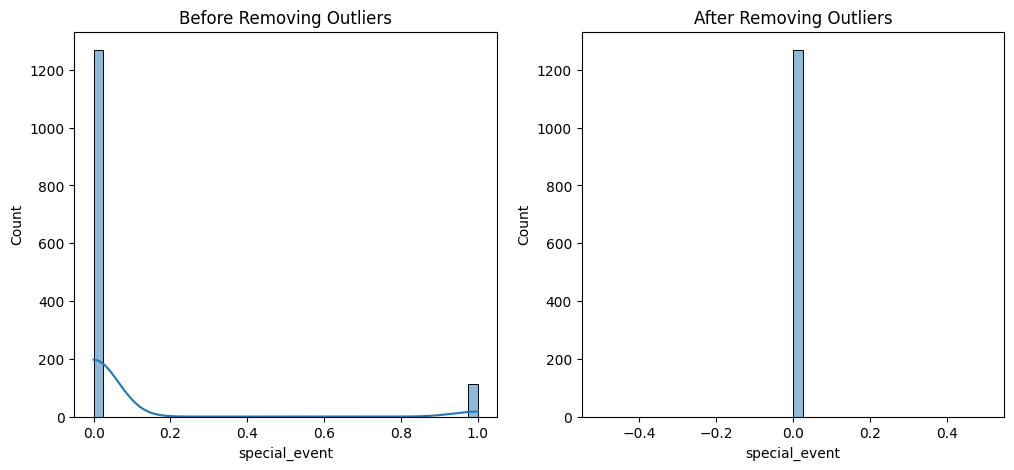 Before Removing Outliers
After Removing Outliers
1200
1000
800
600
400
200
0
Count
0.0 0.2 0.4 0.6 0.8 1.0
special_event
1200
1000
800
600
400
200
0
Count
−0.4 −0.2 0.0 0.2 0.4
special_event